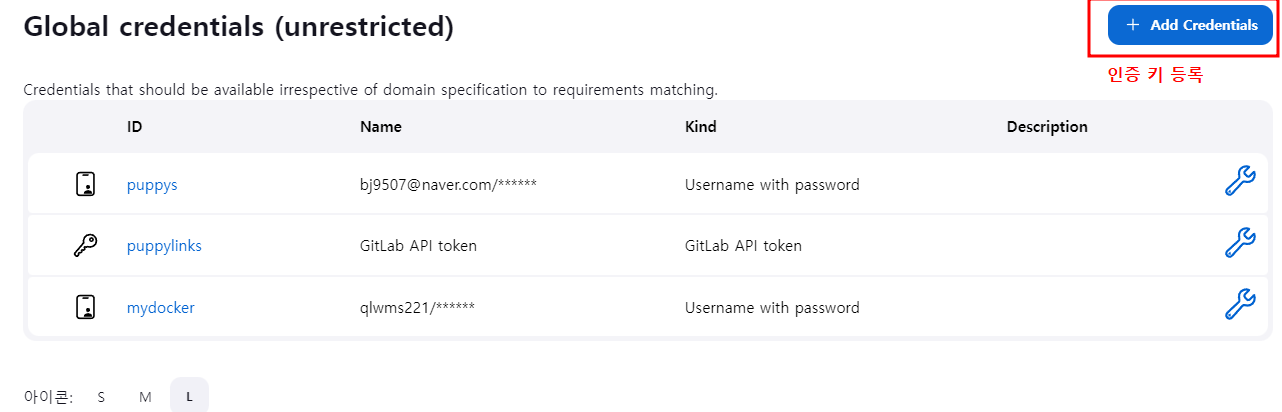 Global credentials (unrestricted)
+ Add Credentials
인증 키 등록
Credentials that should be available irrespective of domain specification to requirements matching.
ID Name Kind Description
puppys bj9507@naver.com/****** Username with password
puppylinks GitLab API token GitLab API token
mydocker qlwms221/****** Username with password
아이콘: S M L